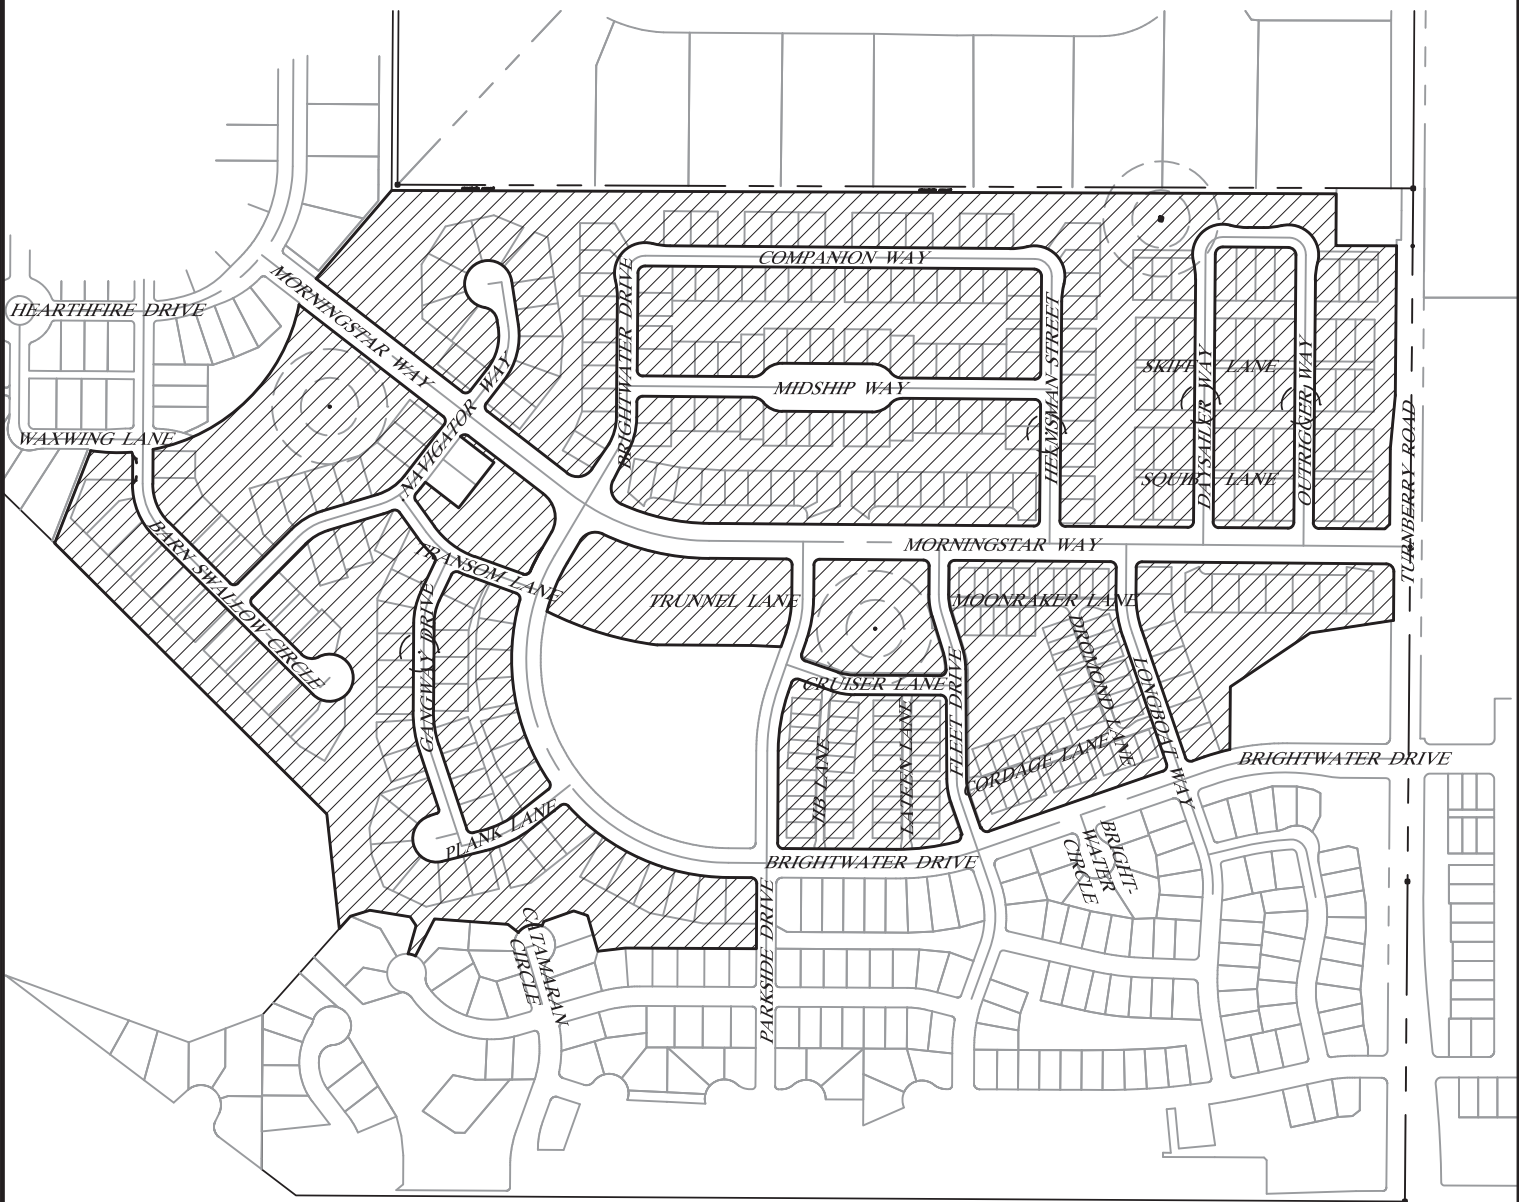 COMPANION WAY
MORNINGSTAR WAY
HEARTHFIRE DRIVE
BRIGHTWATER DRIVE
HELMSMAN STREET
SKIFF LANE
MIDSHIP WAY
NAVIGATOR WAY
DAYSAILER WAY
OUTRIGGER WAY
TURNBERRY ROAD
WAXWING LANE
SQUIB LANE
BARN SWALLOW CIRCLE
MORNINGSTAR WAY
TRANSOM LANE
TRUNNEL LANE
MOONRAKER LANE
GANGWAY DRIVE
CRUISER LANE
FLEET DRIVE
DROMOND LANE
LONGBOAT WAY
JIB LANE
LATEEN LANE
CORDAGE LANE
BRIGHTWATER DRIVE
PLANK LANE
BRIGHTWATER DRIVE
BRIGHT-
WATER
CIRCLE
PARKSIDE DRIVE
CATAMARAN
CIRCLE